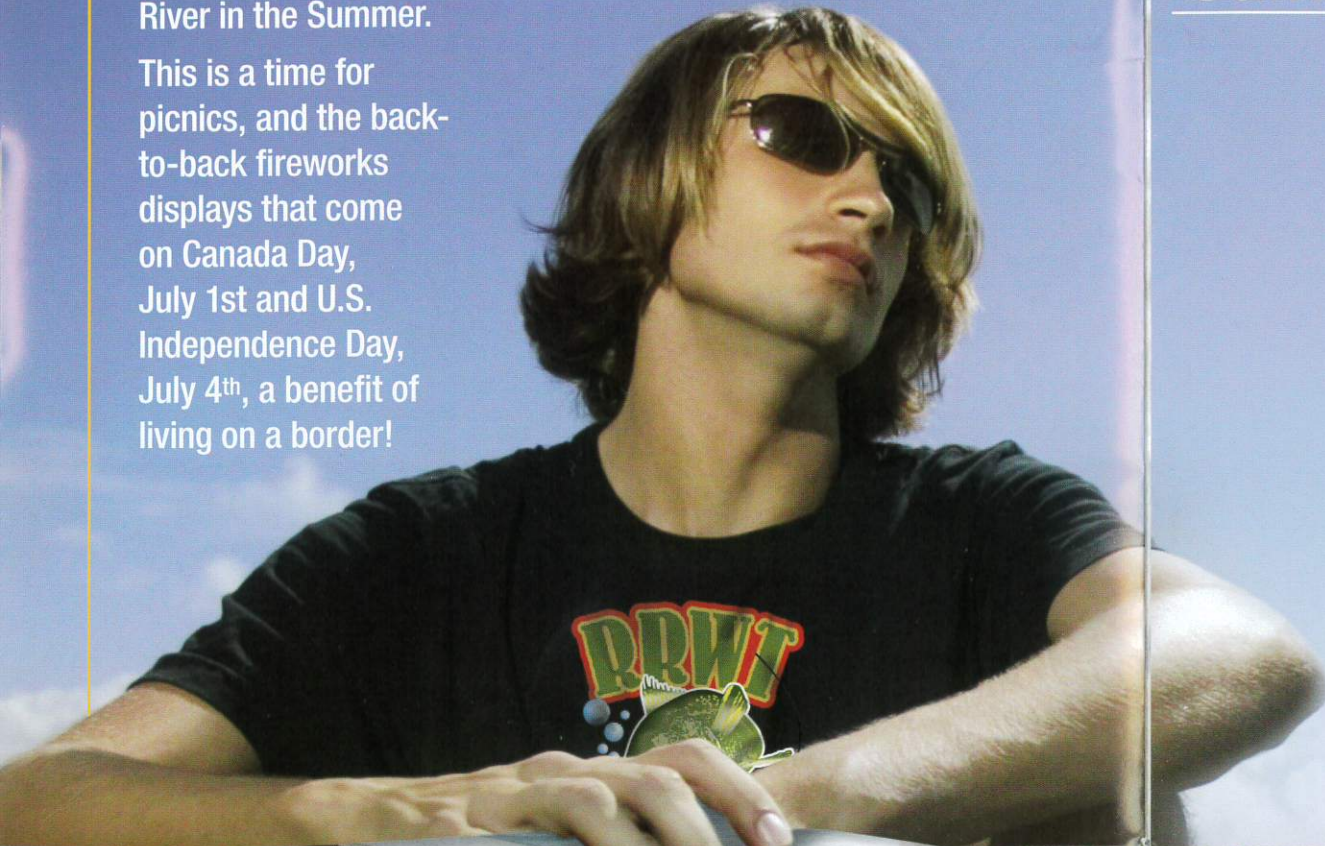 River in the Summer.
This is a time for
picnics, and the back-
to-back fireworks
displays that come
on Canada Day,
July 1st and U.S.
Independence Day,
July 4th, a benefit of
living on a border!
RRWT